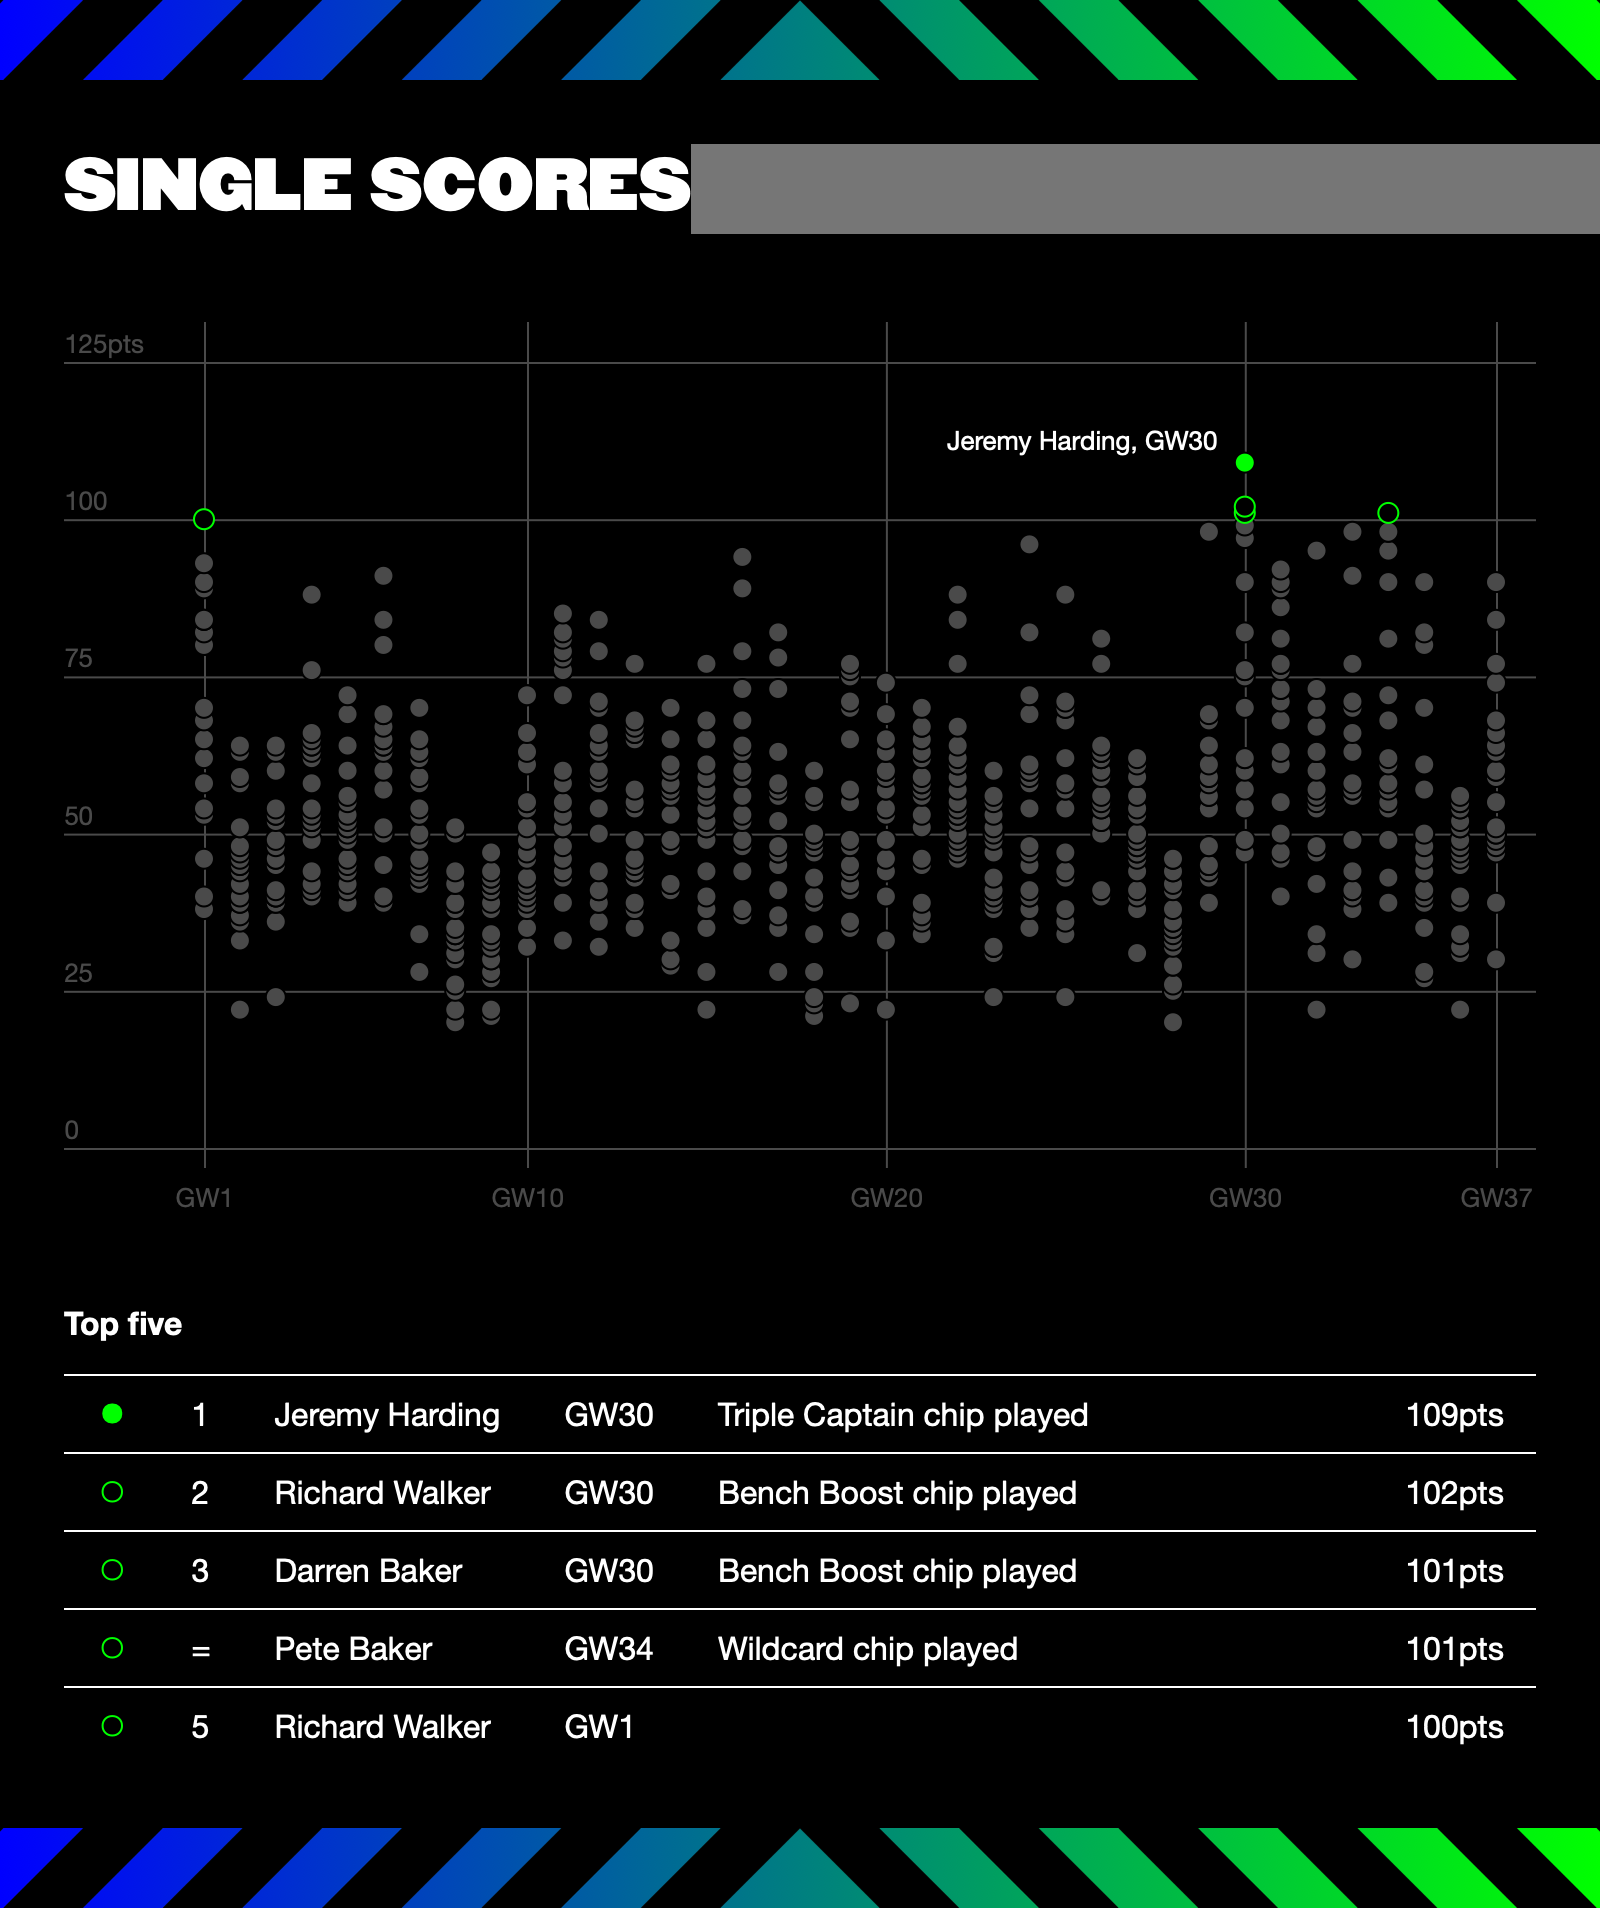 SINGLE SCORES
125pts
Jeremy Harding, GW30
100
75
50
25
0
GW1 GW10 GW20 GW30 GW37
Top five
1 Jeremy Harding GW30 Triple Captain chip played 109pts
2 Richard Walker GW30 Bench Boost chip played 102pts
3 Darren Baker GW30 Bench Boost chip played 101pts
= Pete Baker GW34 Wildcard chip played 101pts
5 Richard Walker GW1 100pts